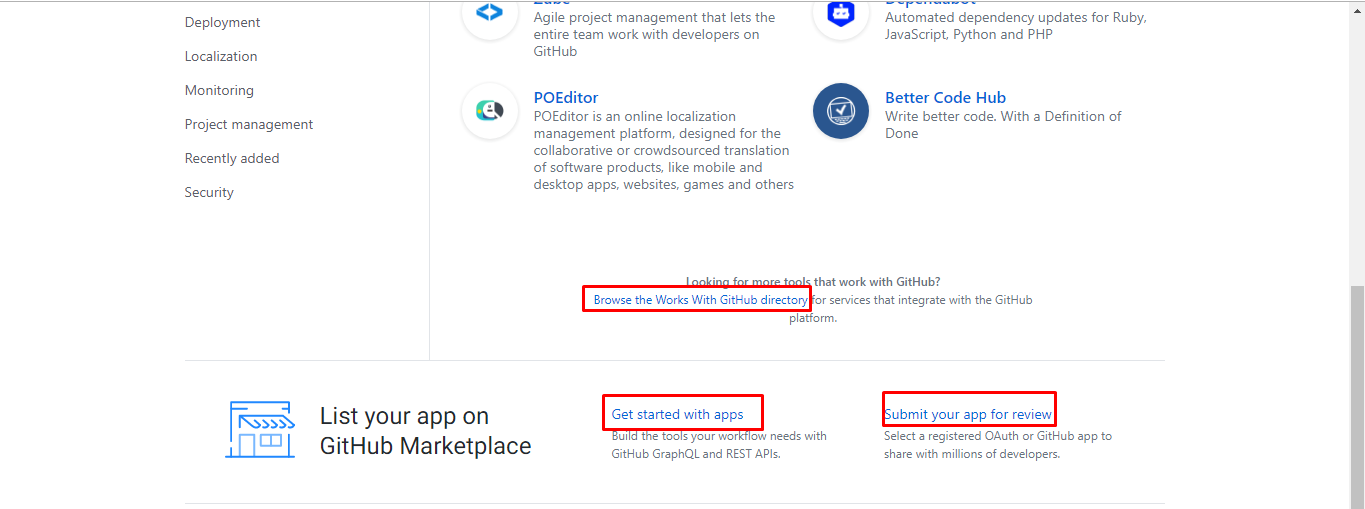 Deployment
Localization
Monitoring
Project management
Recently added
Security
Zube
Agile project management that lets the
entire team work with developers on
GitHub
Dependabot
Automated dependency updates for Ruby,
JavaScript, Python and PHP
POEditor
POEditor is an online localization
management platform, designed for the
collaborative or crowdsourced translation
of software products, like mobile and
desktop apps, websites, games and others
Better Code Hub
Write better code. With a Definition of
Done
Looking for more tools that work with GitHub?
Browse the Works With GitHub directory for services that integrate with the GitHub
platform.
List your app on
GitHub Marketplace
Get started with apps
Build the tools your workflow needs with
GitHub GraphQL and REST APIs.
Submit your app for review
Select a registered OAuth or GitHub app to
share with millions of developers.